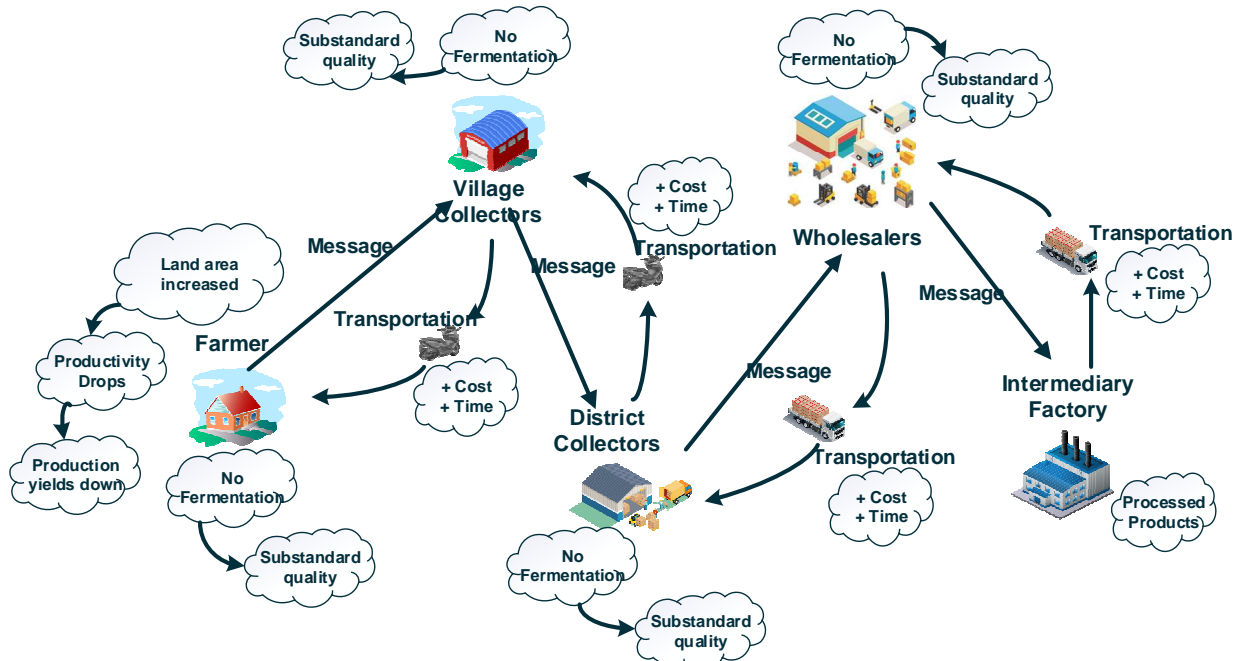 Substandard
quality
No
Fermentation
No
Fermentation
Substandard
quality
Village
Collectors
+ Cost
+ Time
Transportation
Message
Message
Wholesalers
Transportation
+ Cost
+ Time
Message
Land area
increased
Transportation
Farmer
Productivity
Drops
+ Cost
+ Time
Message
Intermediary
Factory
District
Collectors
Transportation
+ Cost
+ Time
Production
yields down
No
Fermentation
Processed
Products
Substandard
quality
No
Fermentation
Substandard
quality